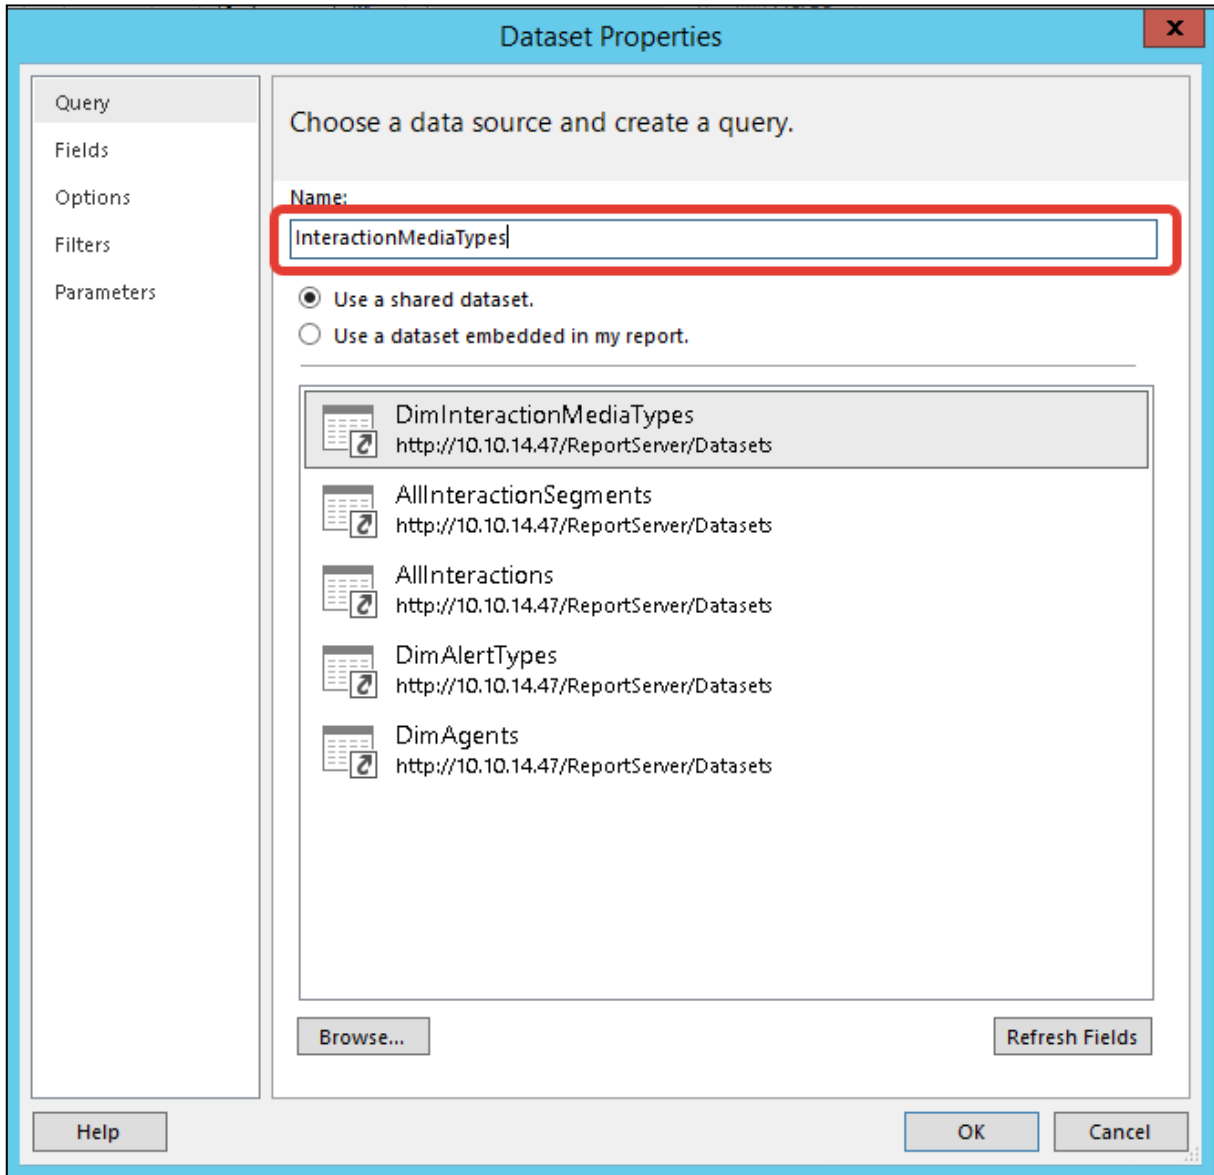 Dataset Properties
x
Query
Fields
Options
Filters
Parameters
Choose a data source and create a query.
Name:
InteractionMediaTypes
Use a shared dataset.
Use a dataset embedded in my report.
DimInteractionMediaTypes
http://10.10.14.47/ReportServer/Datasets
AllInteractionSegments
http://10.10.14.47/ReportServer/Datasets
AllInteractions
http://10.10.14.47/ReportServer/Datasets
DimAlertTypes
http://10.10.14.47/ReportServer/Datasets
DimAgents
http://10.10.14.47/ReportServer/Datasets
Browse... Refresh Fields
Help OK Cancel